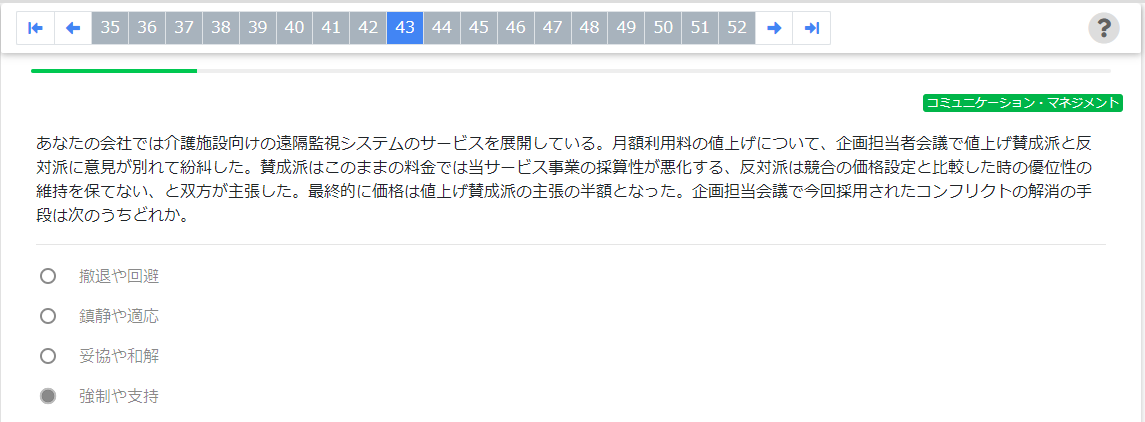 35 36 37 38 39 40 41 42 43 44 45 46 47 48 49 50 51 52 ?
コミュニケーション・マネジメント
あなたの会社では介護施設向けの遠隔監視システムのサービスを展開している。月額利用料の値上げについて、企画担当者会議で値上げ賛成派と反
対派に意見が別れて紛糾した。賛成派はこのままの料金では当サービス事業の採算性が悪化する、反対派は競合の価格設定と比較した時の優位性の
維持を保てない、と双方が主張した。最終的に価格は値上げ賛成派の主張の半額となった。企画担当会議で今回採用されたコンフリクトの解消の手
段は次のうちどれか。
撤退や回避
鎮静や適応
妥協や和解
強制や支持